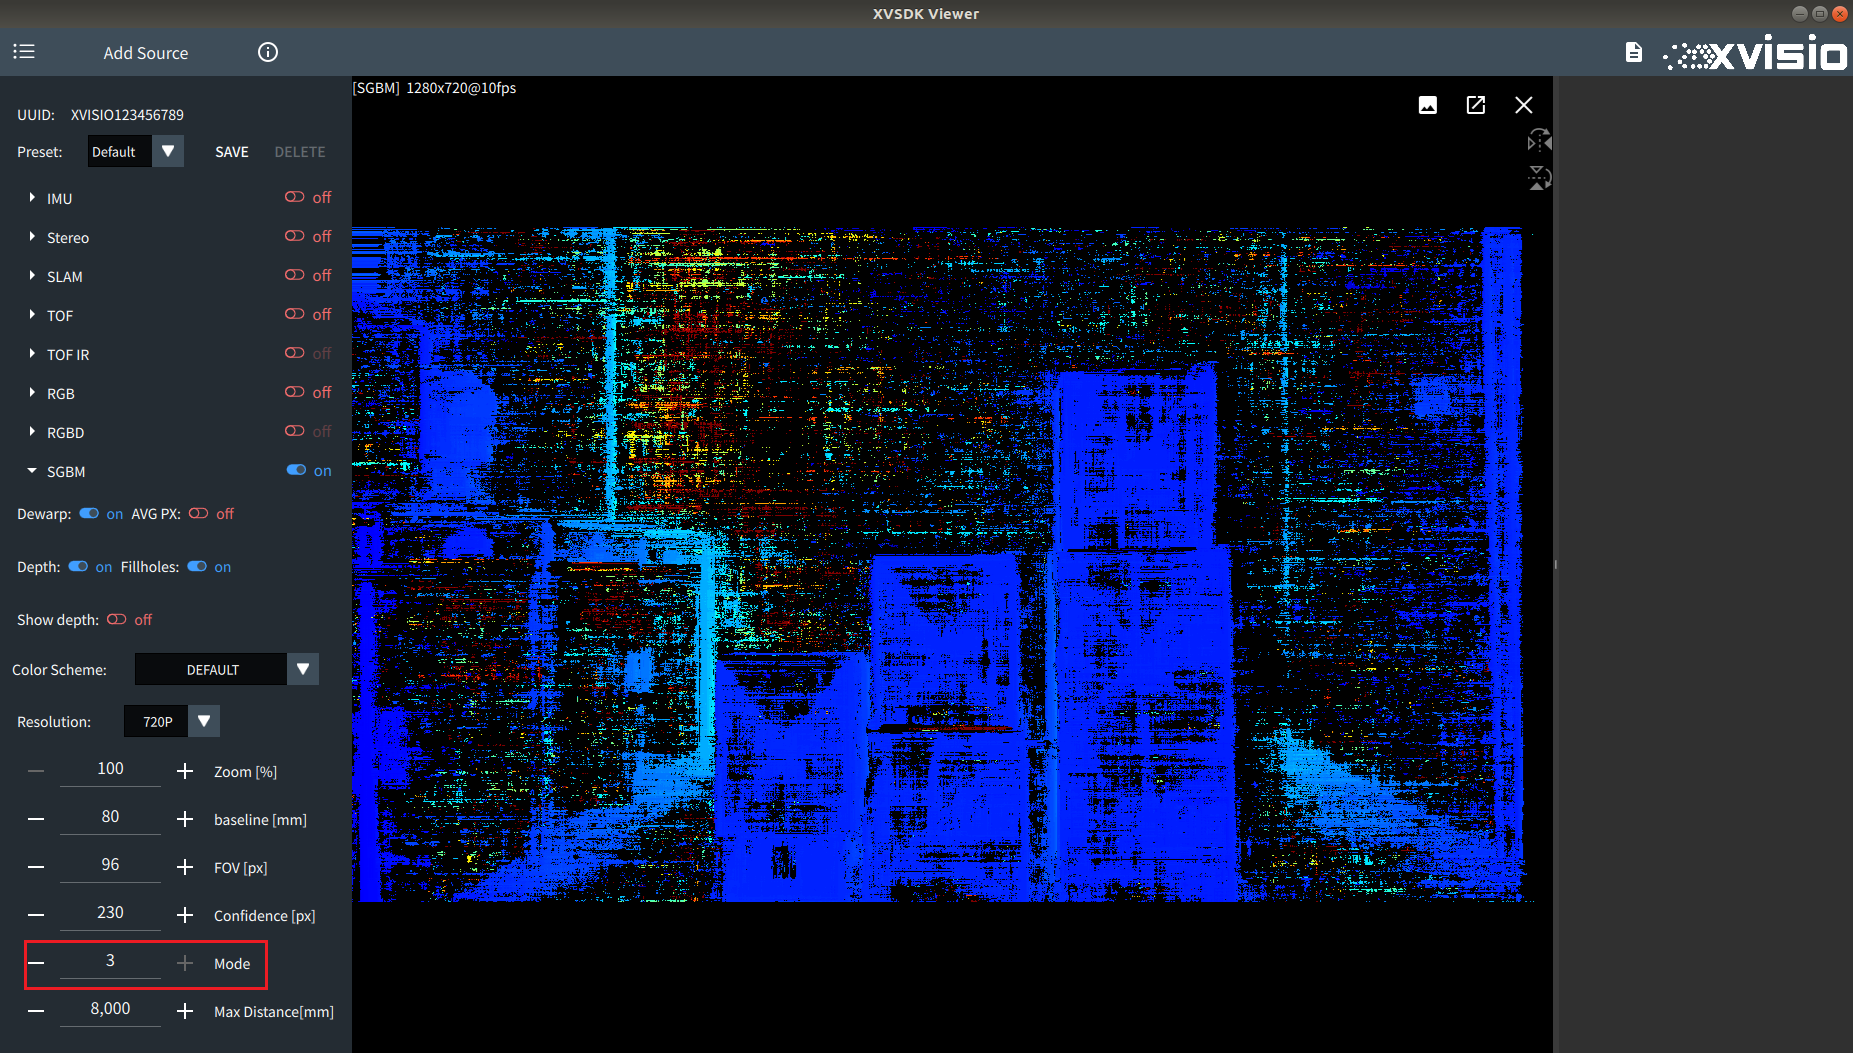 XVSDK Viewer
Add Source
xvisio
UUID: XVISIO123456789
Preset: Default SAVE DELETE
IMU off
Stereo off
SLAM off
TOF off
TOF IR off
RGB off
RGBD off
SGBM on
Dewarp: on AVG PX: off
Depth: on Fillholes: on
Show depth: off
Color Scheme: DEFAULT
Resolution: 720P
100 Zoom [%]
80 baseline [mm]
96 FOV [px]
230 Confidence [px]
3 Mode
8,000 Max Distance[mm]
[SGBM] 1280x720@10fps